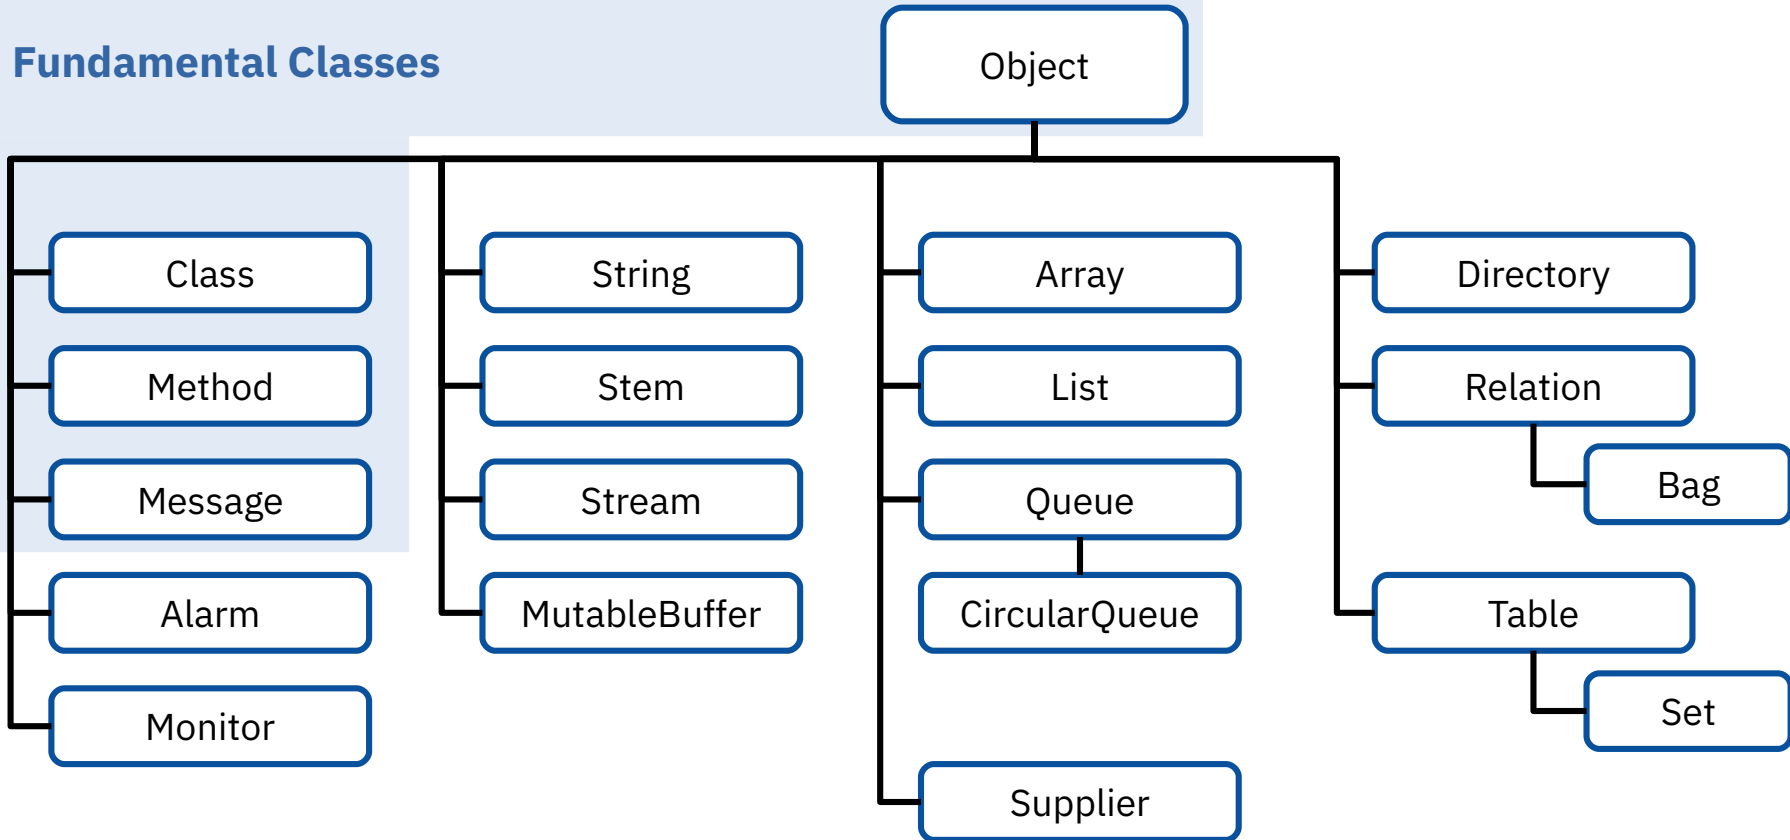 Fundamental Classes
Object
Class
Method
Message
Alarm
Monitor
String
Stem
Stream
MutableBuffer
Array
List
Queue
CircularQueue
Supplier
Directory
Relation
Bag
Table
Set